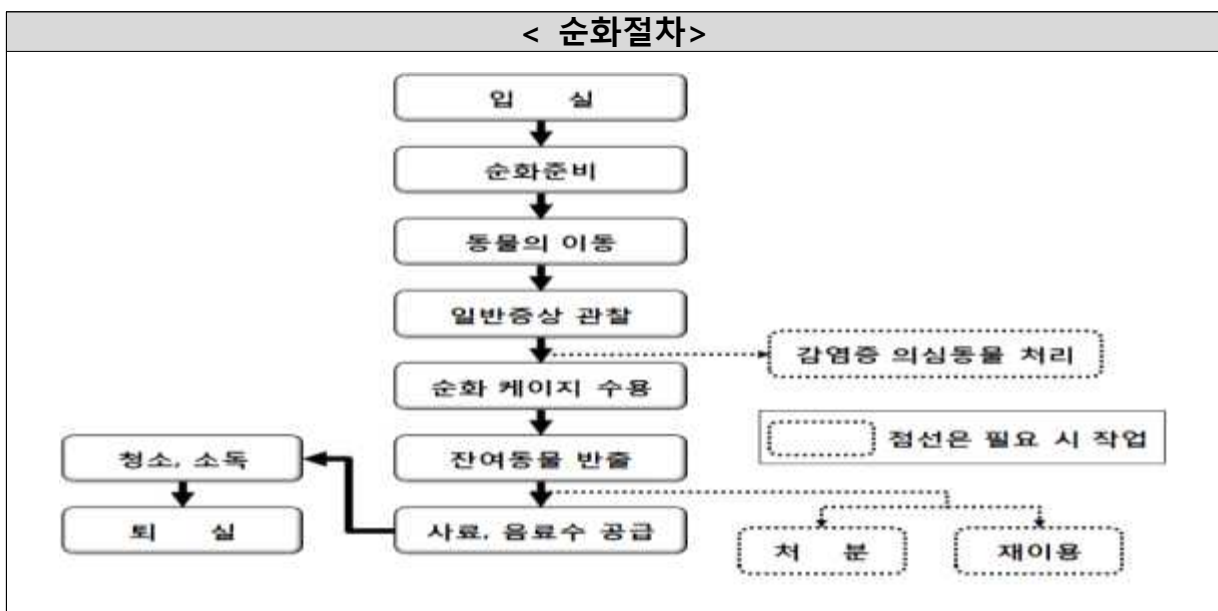 < 순화절차>
입 실
순화준비
동물의 이동
일반증상 관찰
감염증 의심동물 처리
순화 케이지 수용
점선은 필요 시 작업
청소, 소독
잔여동물 반출
퇴 실
사료, 음료수 공급
처 분
재이용